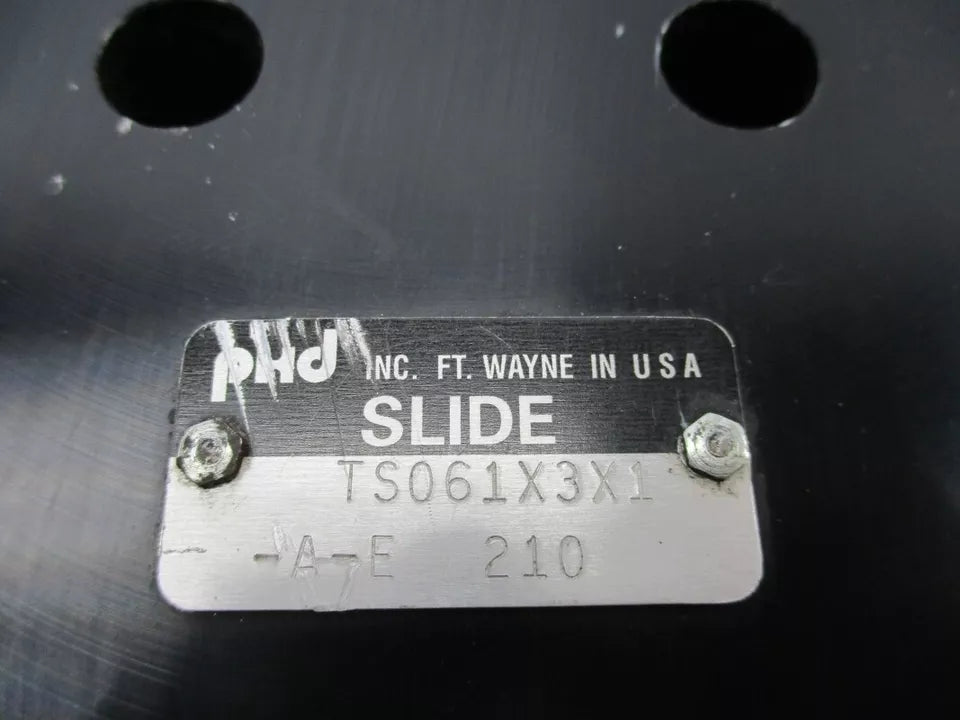 PHD INC. FT. WAYNE IN USA
SLIDE
TS061X3X1
-A-E 210